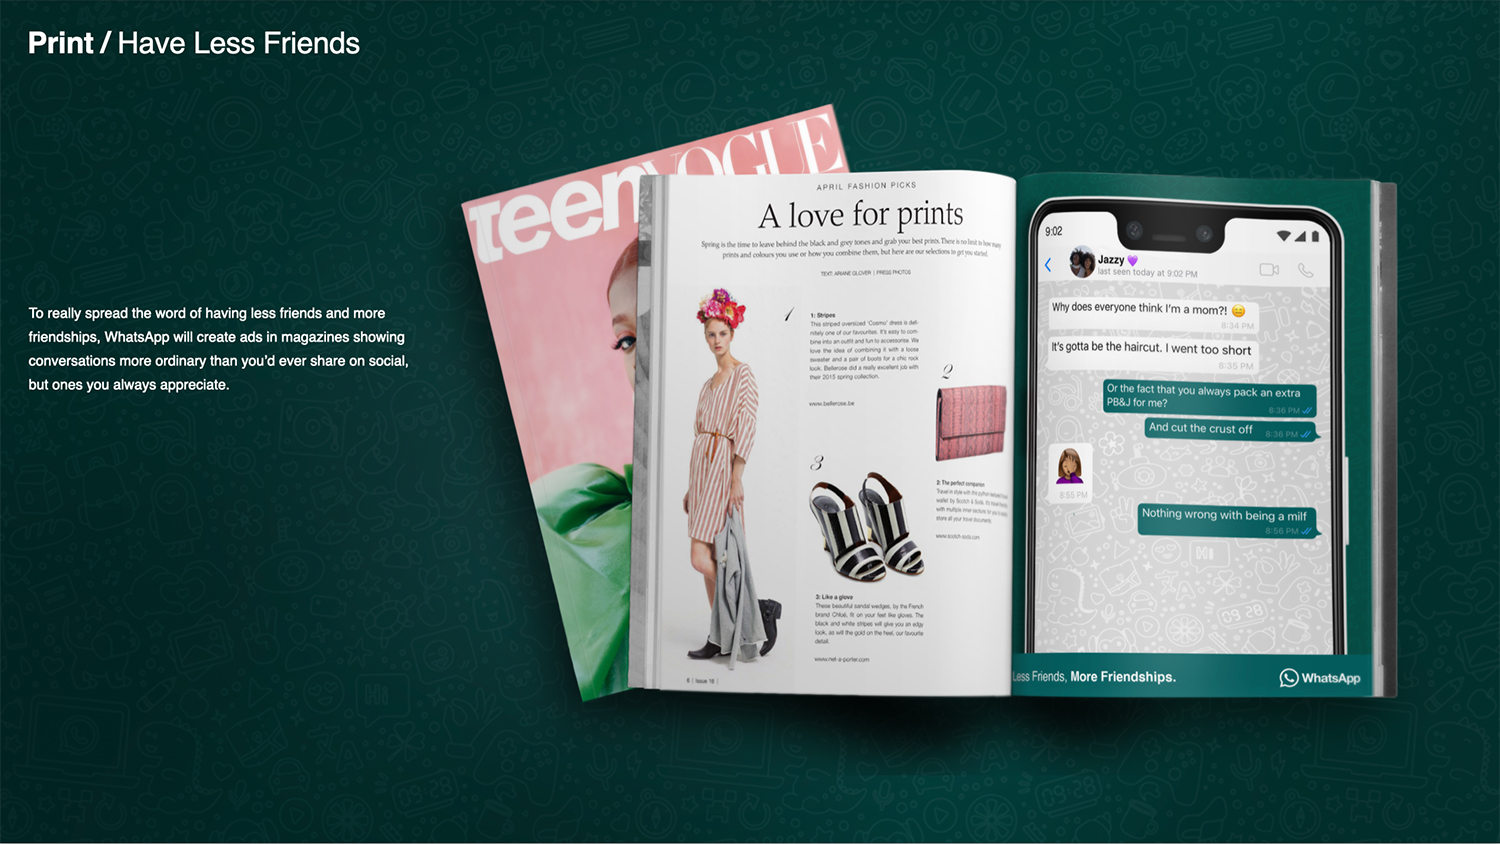 Print / Have Less Friends
To really spread the word of having less friends and more
friendships, WhatsApp will create ads in magazines showing
conversations more ordinary than you'd ever share on social,
but ones you always appreciate.
teen VOGUE
APRIL FASHION PICKS
A love for prints
Spring is the time to leave behind the black and grey tones and grab your best prints. There is no limit to how many
prints and colours you use or how you combine them, but here are our selections to get you started.
TEXT: ARIANE GLOVER | PRESS PHOTOS
1
1: Stripes
This striped oversized 'Cosmo' dress is defi-
nitely one of our favourites. It's easy to com-
bine into an outfit and fun to accessorise. We
love the idea of combining it with a loose
sweater and a pair of boots for a chic rock
look. Bellerose did a really excellent job with
their 2015 spring collection.
www.bellerose.be
2
2: The perfect companion
Travel in style with this python textured
wallet by Scotch & Soda. It's travel friendly
with multiple inner sections for you to
store all your travel documents.
www.scotch-soda.com
3
3: Like a glove
These beautiful sandal wedges, by the French
brand Chloé, fit on your feet like gloves. The
black and white stripes will give you an edgy
look, as will the gold on the heel, our favourite
detail.
www.net-a-porter.com
6 | Issue 16 |
9:02
Jazzy 💜
last seen today at 9:02 PM
Why does everyone think I'm a mom?! 😑
8:34 PM
It's gotta be the haircut. I went too short
8:35 PM
Or the fact that you always pack an extra
PB&J for me?
8:36 PM
And cut the crust off 8:36 PM
8:55 PM
Nothing wrong with being a milf
8:56 PM
Less Friends, More Friendships.
WhatsApp